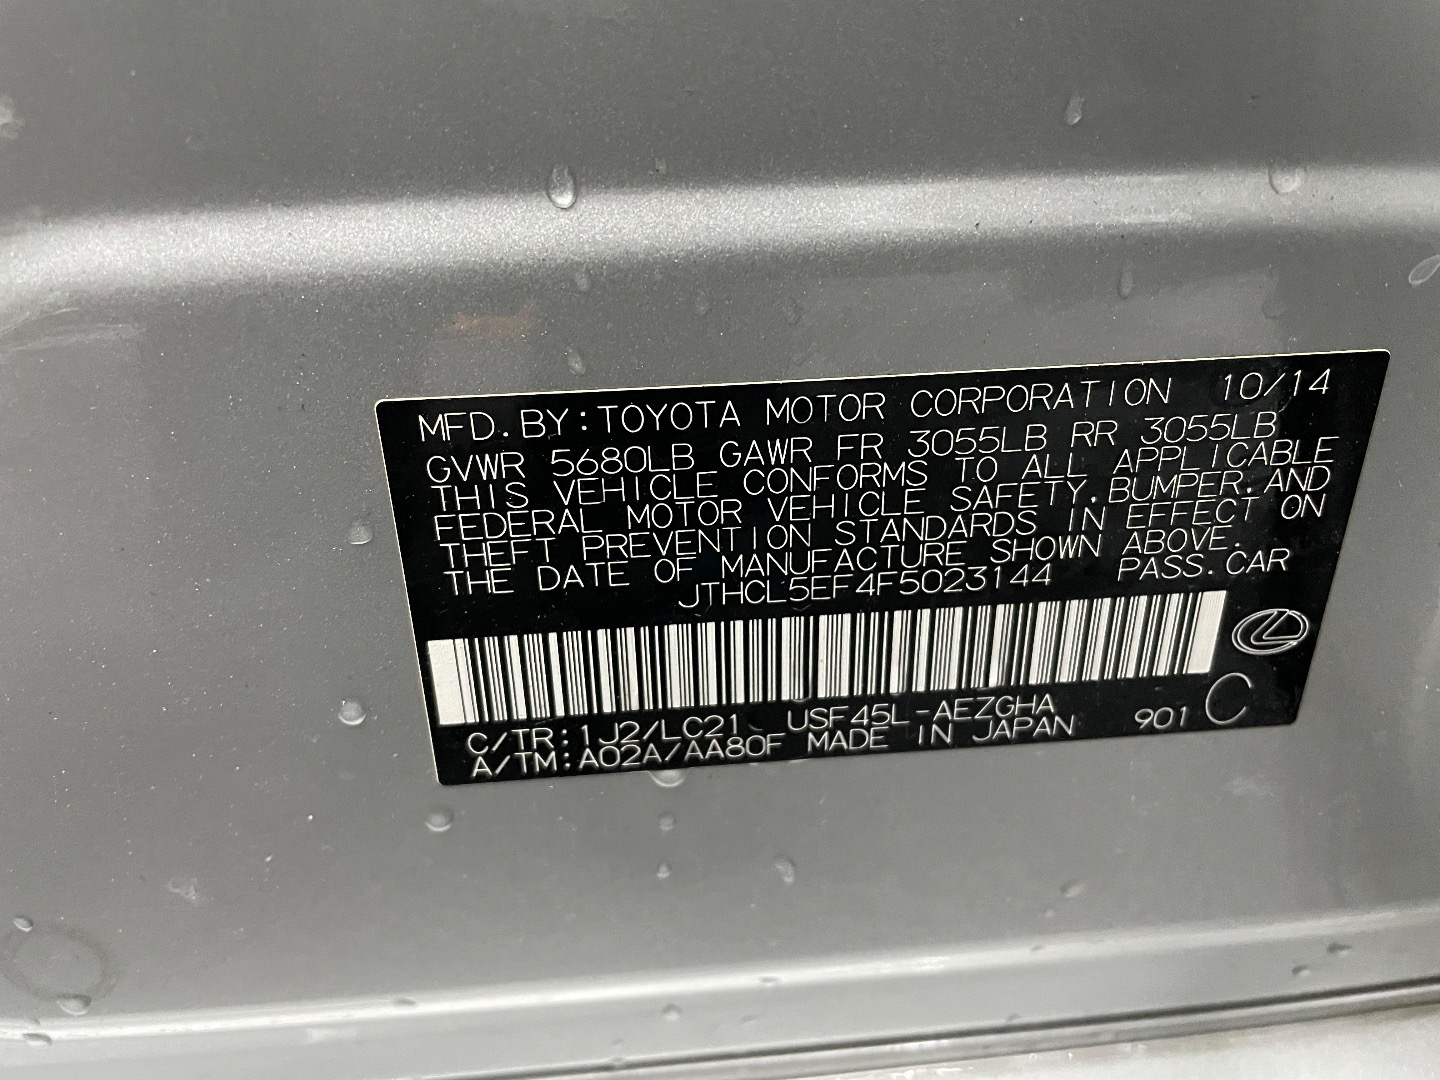 MFD. BY: TOYOTA MOTOR CORPORATION 10/14
GVWR 5680LB GAWR FR 3055LB RR 3055LB
THIS VEHICLE CONFORMS TO ALL APPLICABLE
FEDERAL MOTOR VEHICLE SAFETY, BUMPER, AND
THEFT PREVENTION STANDARDS IN EFFECT ON
THE DATE OF MANUFACTURE SHOWN ABOVE.
JTHCL5EF4F5023144 PASS. CAR
C/TR: 1J2/LC21 USF45L-AEZGHA
A/TM: A02A/AA80F MADE IN JAPAN 901 C